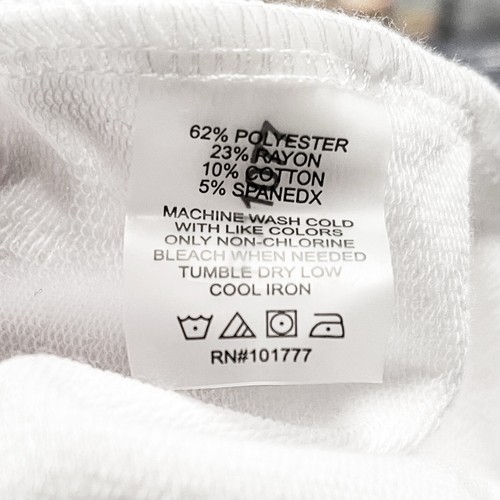 62% POLYESTER
23% RAYON
10% COTTON
5% SPANEDX
MACHINE WASH COLD
WITH LIKE COLORS
ONLY NON-CHLORINE
BLEACH WHEN NEEDED
TUMBLE DRY LOW
COOL IRON
RN#101777